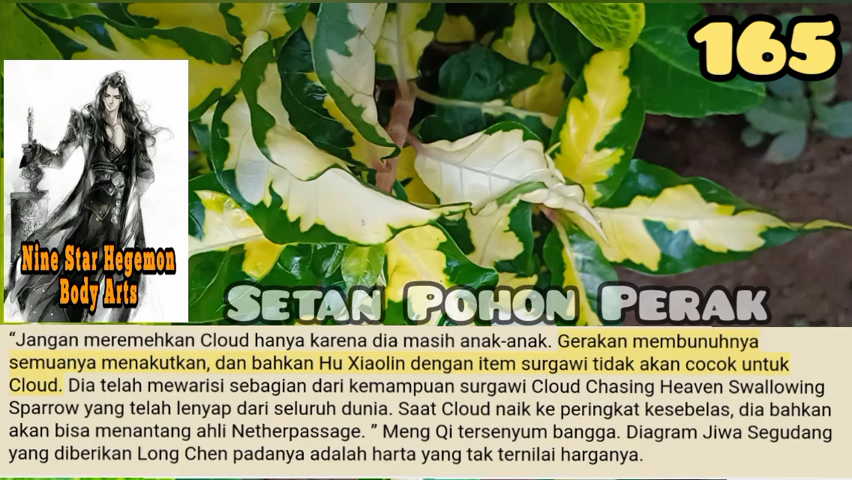 165
Nine Star Hegemon
Body Arts
Setan Pohon Perak
“Jangan meremehkan Cloud hanya karena dia masih anak-anak. Gerakan membunuhnya
semuanya menakutkan, dan bahkan Hu Xiaolin dengan item surgawi tidak akan cocok untuk
Cloud. Dia telah mewarisi sebagian dari kemampuan surgawi Cloud Chasing Heaven Swallowing
Sparrow yang telah lenyap dari seluruh dunia. Saat Cloud naik ke peringkat kesebelas, dia bahkan
akan bisa menantang ahli Netherpassage. ” Meng Qi tersenyum bangga. Diagram Jiwa Segudang
yang diberikan Long Chen padanya adalah harta yang tak ternilai harganya.